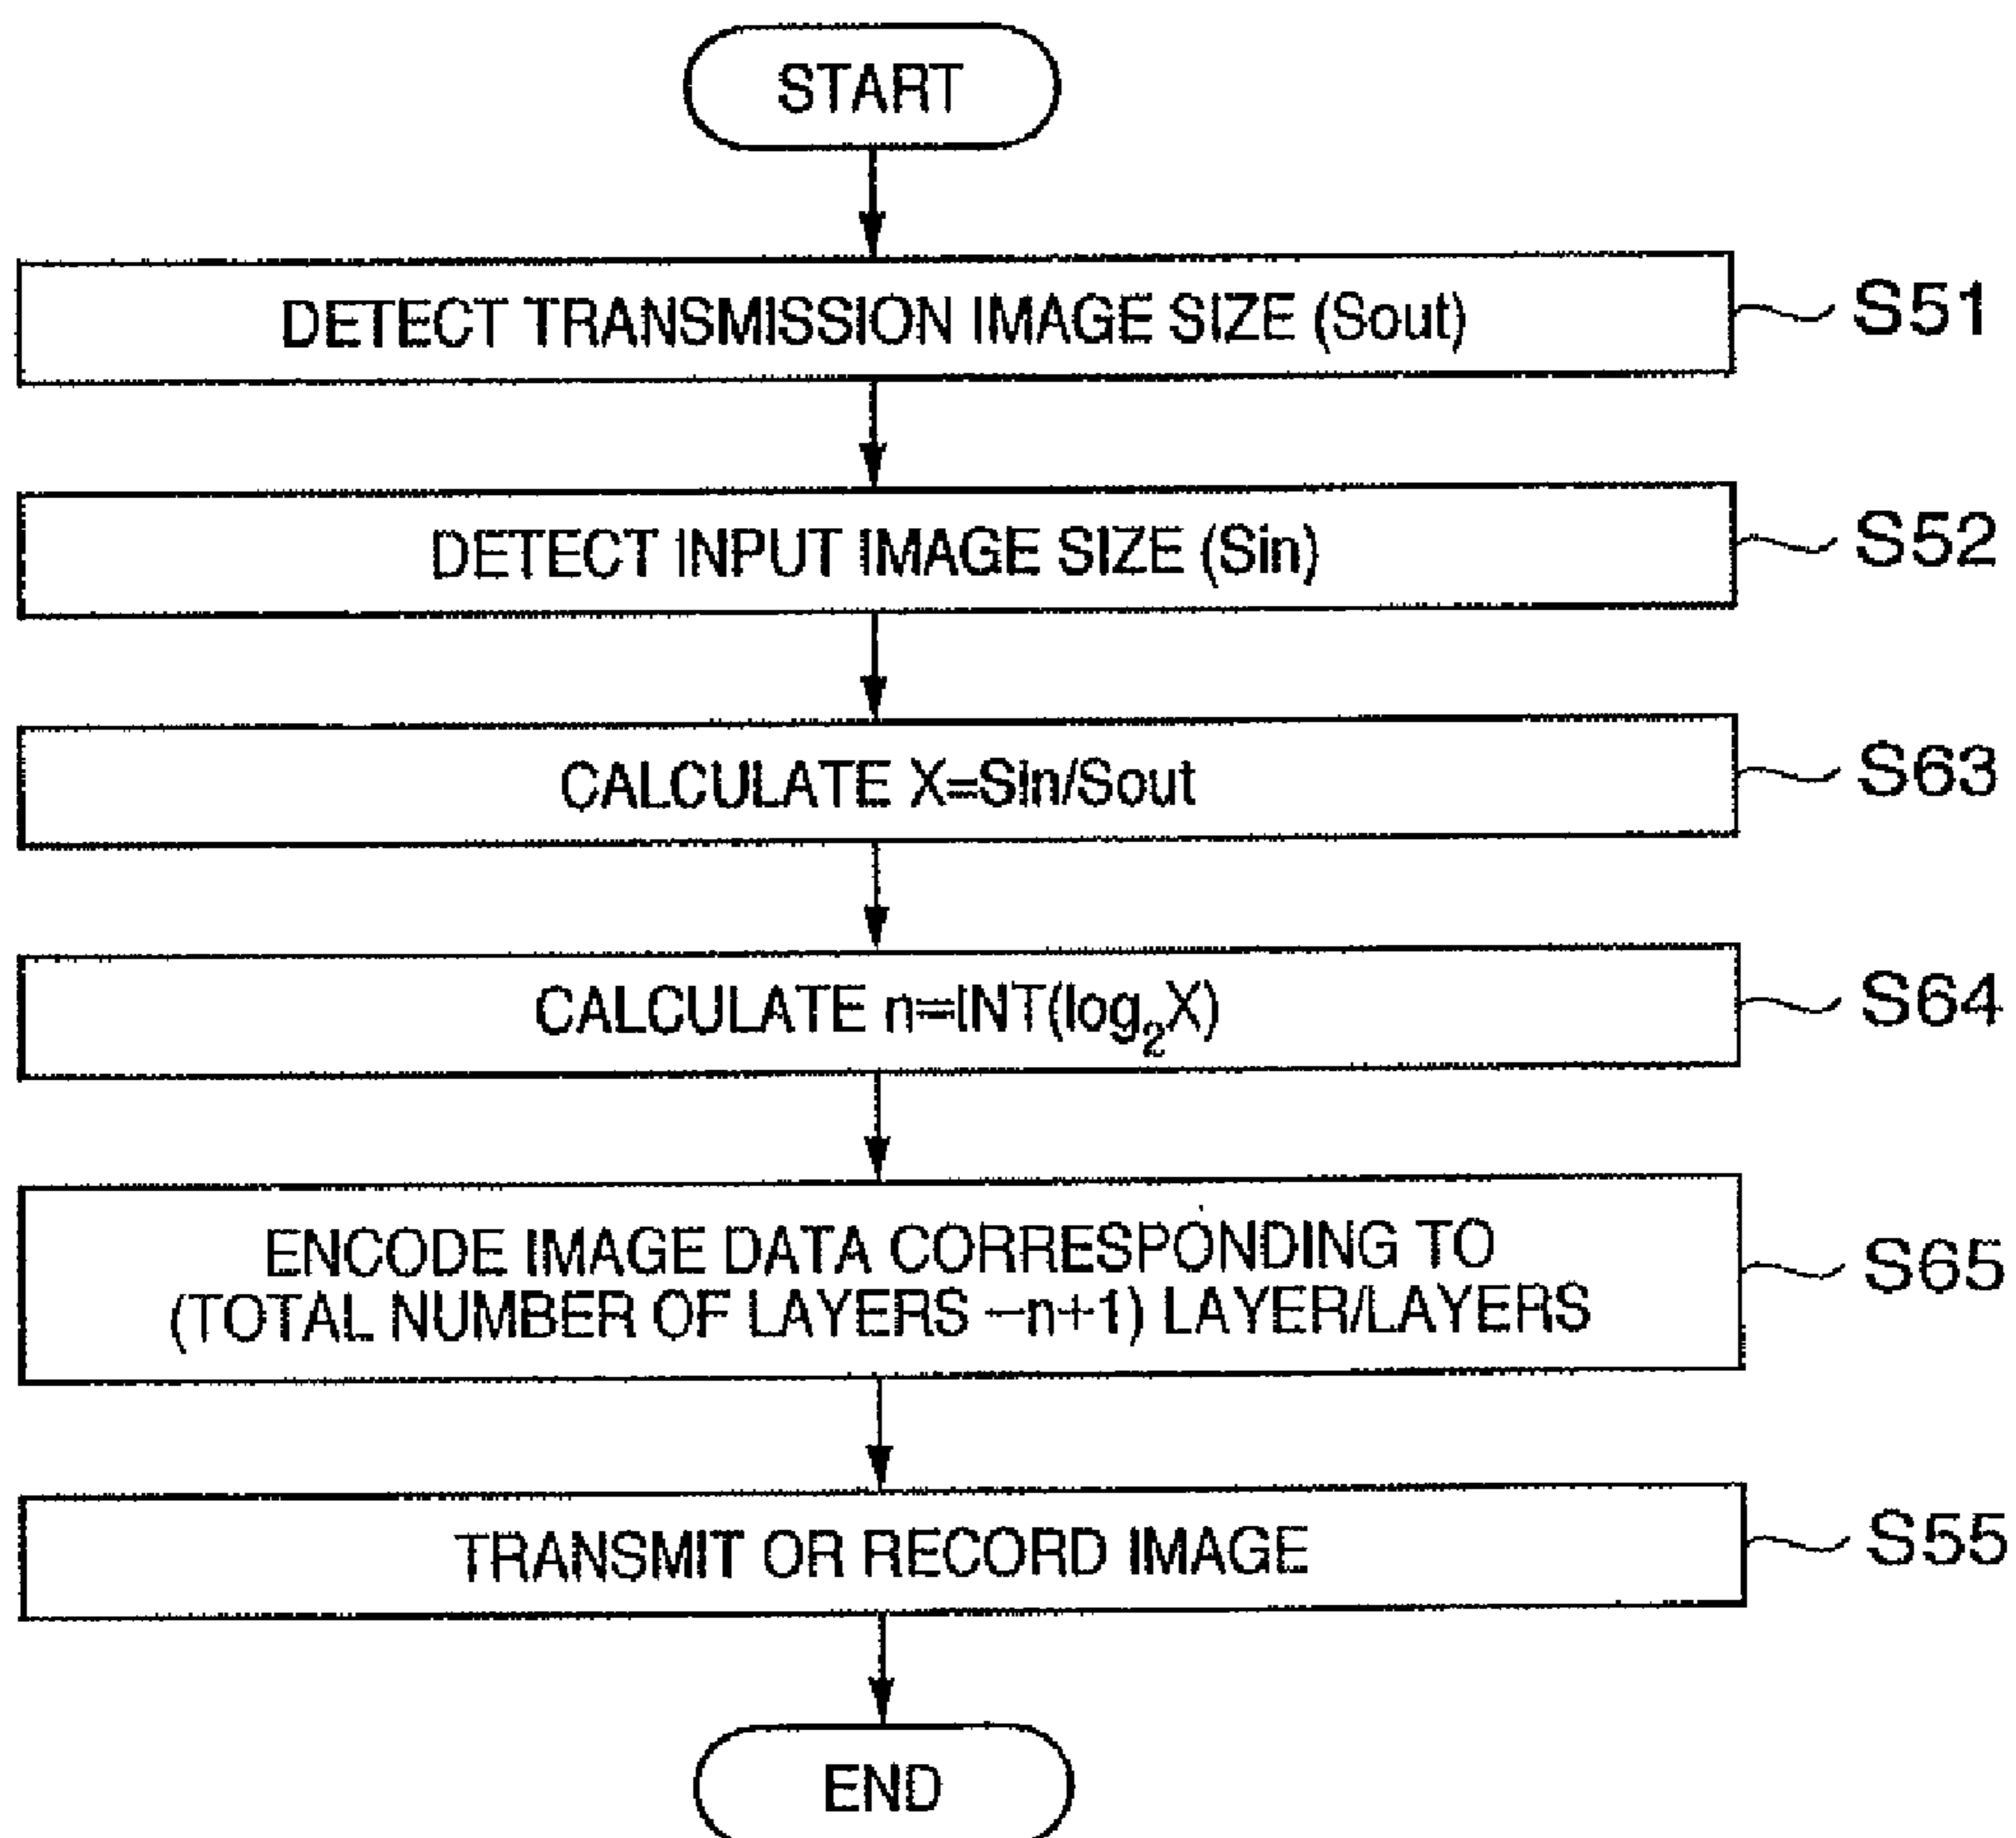 START
DETECT TRANSMISSION IMAGE SIZE (Sout)
S51
DETECT INPUT IMAGE SIZE (Sin)
S52
CALCULATE X=Sin/Sout
S63
CALCULATE n=INT(log₂X)
S64
ENCODE IMAGE DATA CORRESPONDING TO
(TOTAL NUMBER OF LAYERS −n+1) LAYER/LAYERS
S65
TRANSMIT OR RECORD IMAGE
S55
END